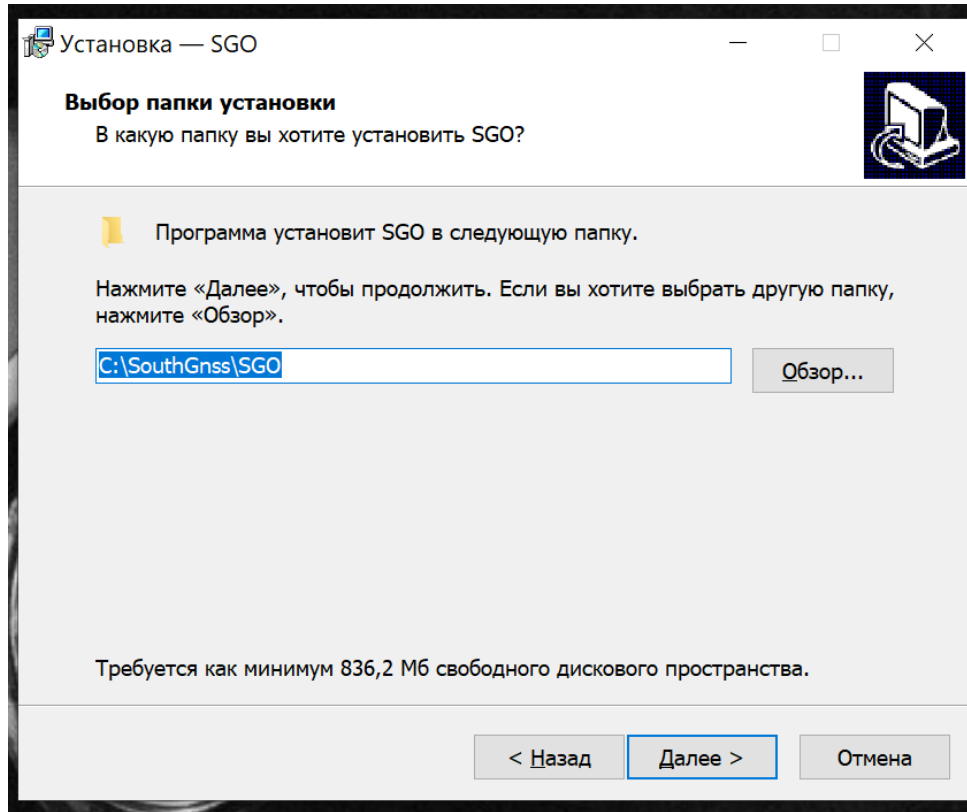 Установка — SGO
Выбор папки установки
В какую папку вы хотите установить SGO?
Программа установит SGO в следующую папку.
Нажмите «Далее», чтобы продолжить. Если вы хотите выбрать другую папку,
нажмите «Обзор».
C:\SouthGnss\SGO
Обзор...
Требуется как минимум 836,2 Мб свободного дискового пространства.
< Назад
Далее >
Отмена